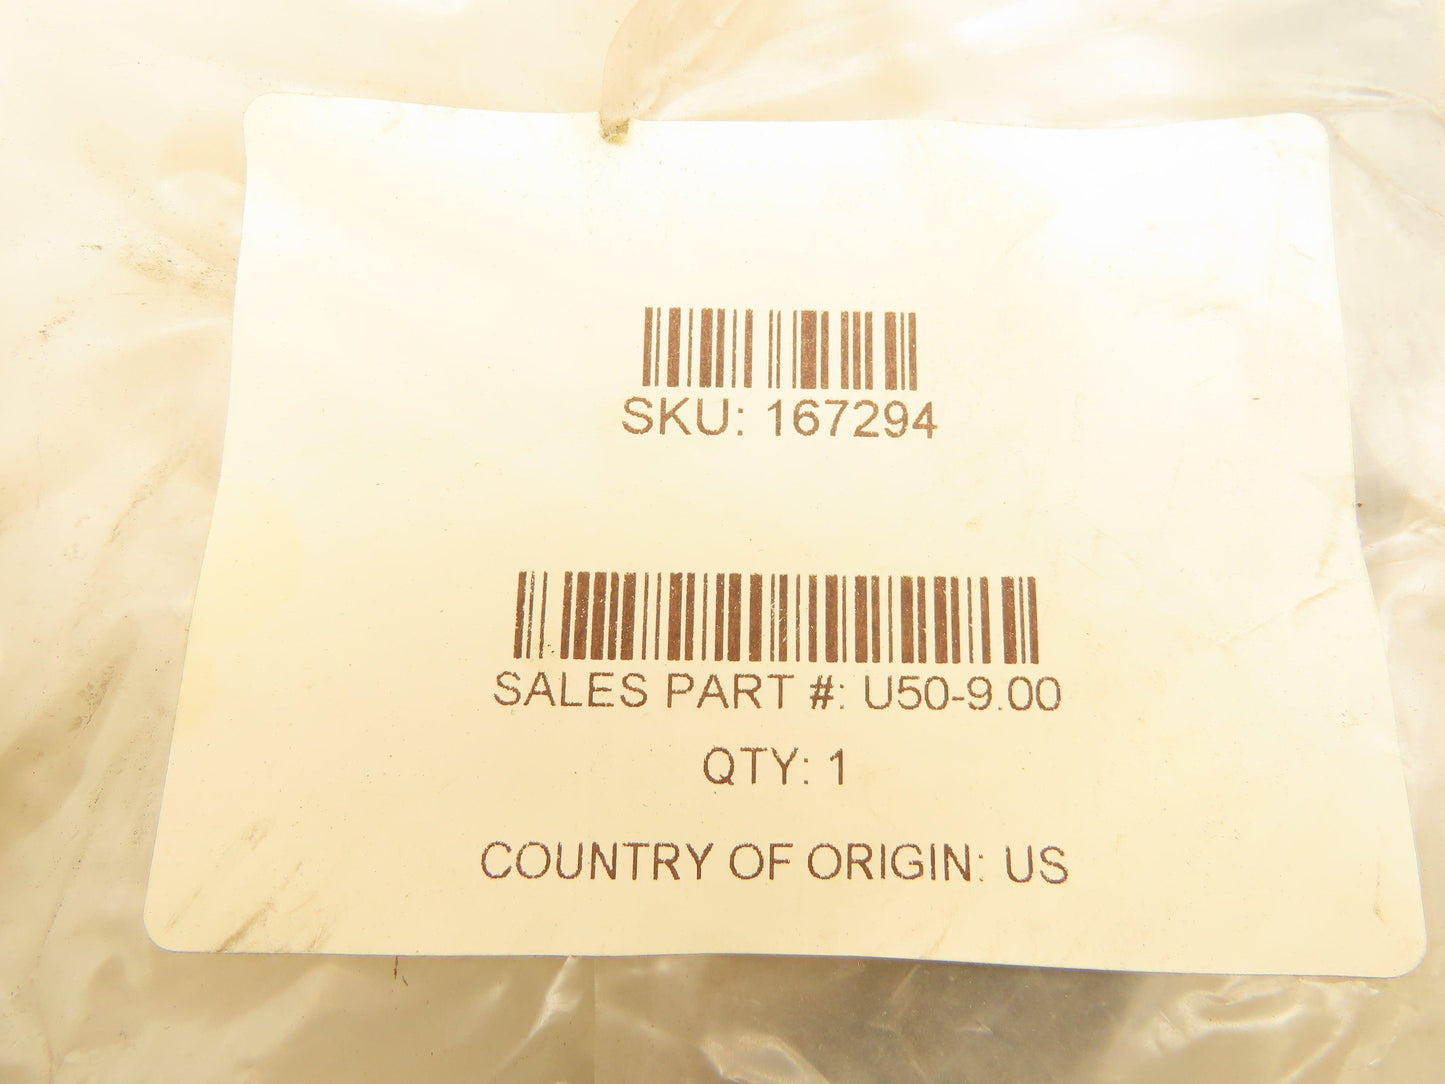 SKU: 167294
SALES PART #: U50-9.00
QTY: 1
COUNTRY OF ORIGIN: US